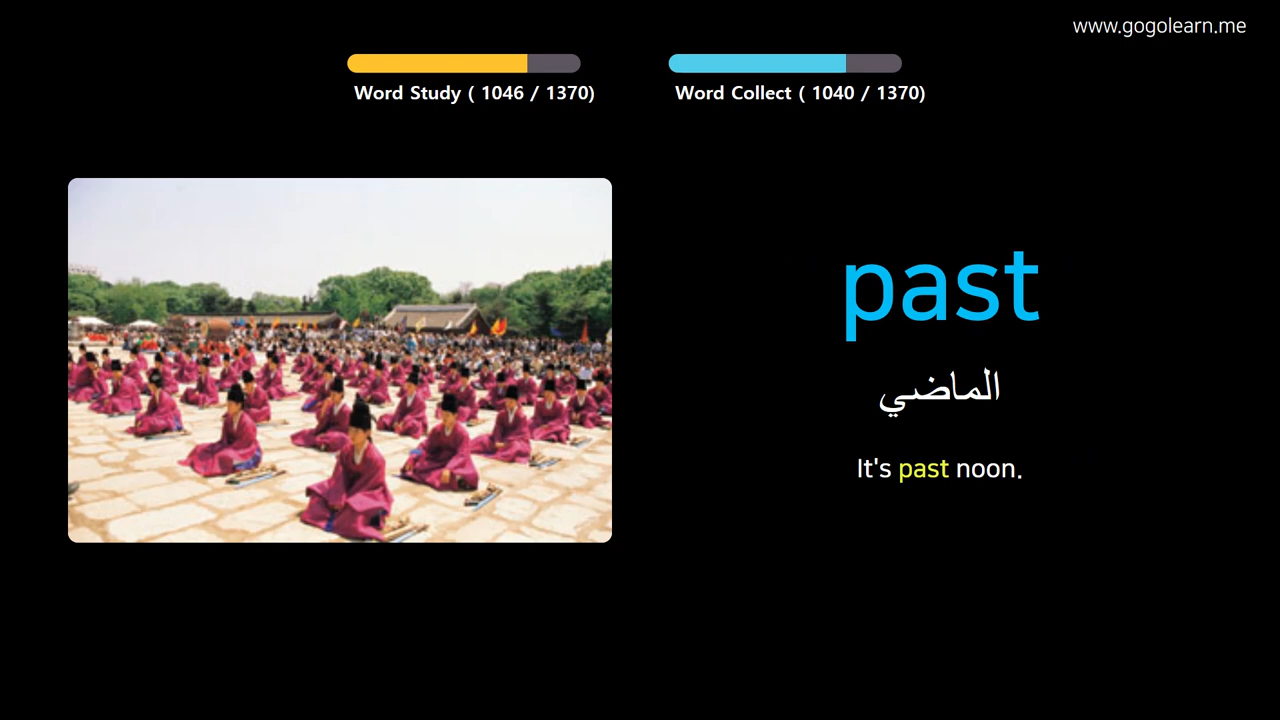 www.gogolearn.me
Word Study ( 1046 / 1370)
Word Collect ( 1040 / 1370)
past
الماضي
It's past noon.